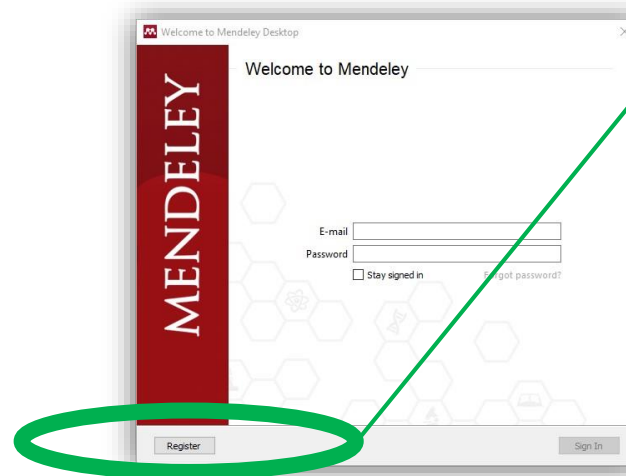 Welcome to Mendeley Desktop
Welcome to Mendeley
MENDELEY
E-mail
Password
Stay signed in
Forgot password?
Register
Sign In